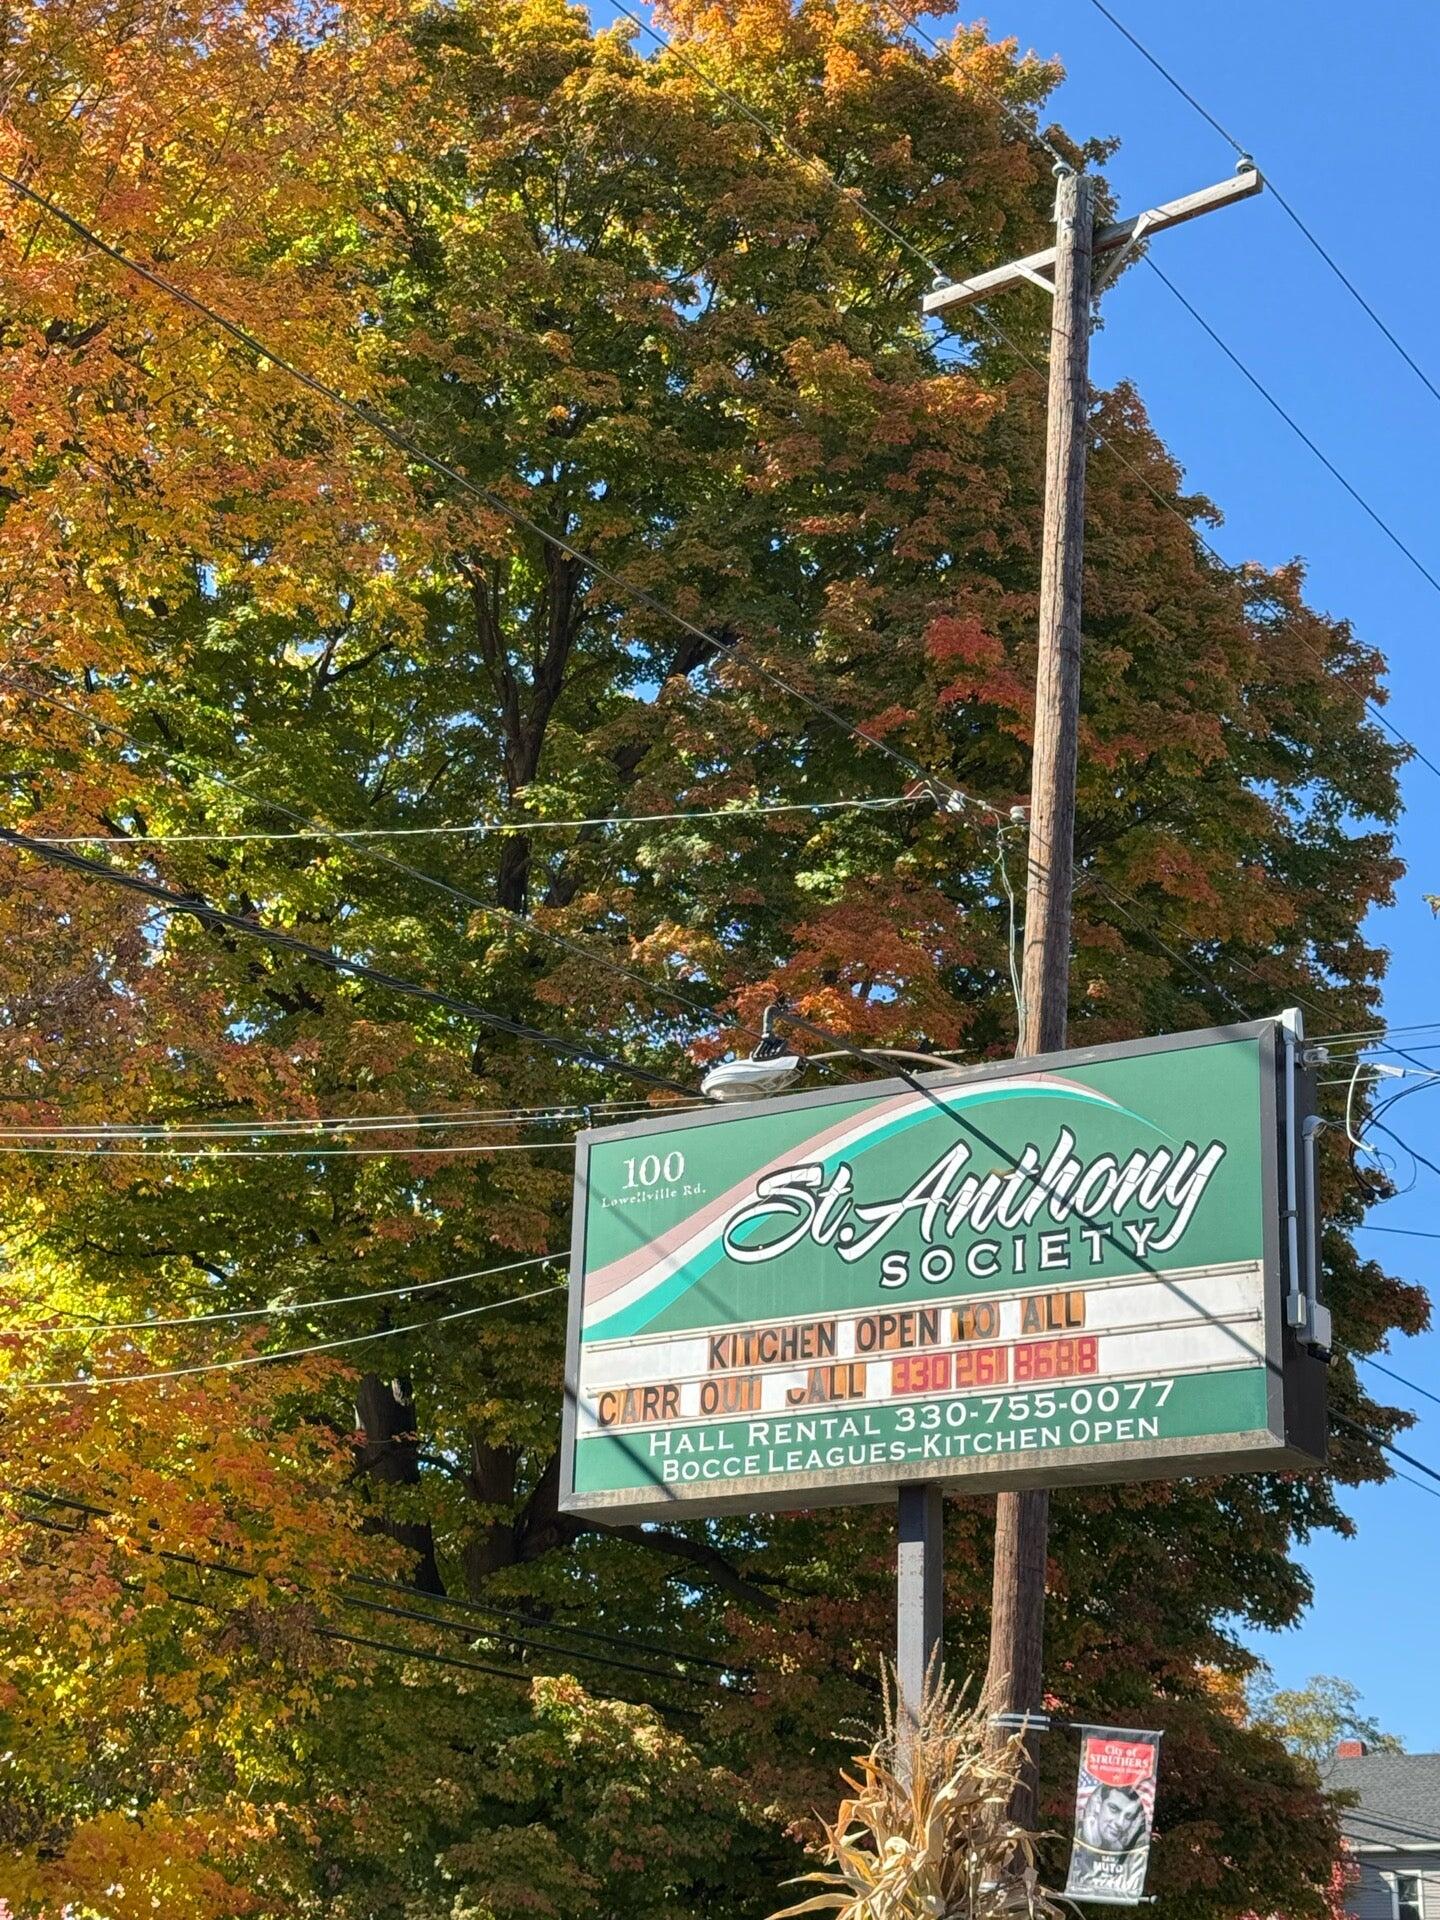 100
Lowellville Rd.
St. Anthony
SOCIETY
KITCHEN OPEN TO ALL
CARR OUT CALL 330 261 8688
HALL RENTAL 330-755-0077
BOCCE LEAGUES-KITCHEN OPEN
City of
STRUTHERS
MUTO